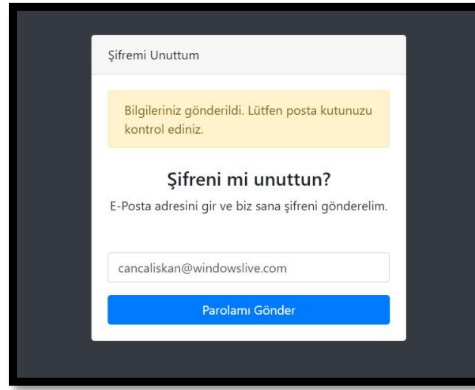 Şifremi Unuttum
Bilgileriniz gönderildi. Lütfen posta kutunuzu
kontrol ediniz.
Şifreni mi unuttun?
E-Posta adresini gir ve biz sana şifreni gönderelim.
cancaliskan@windowslive.com
Parolamı Gönder